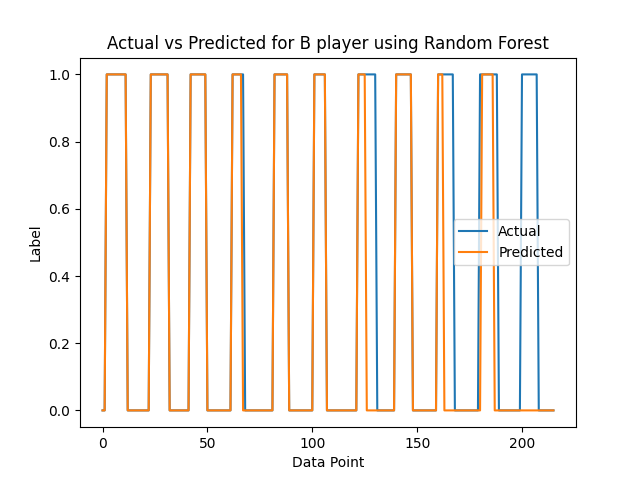 Actual vs Predicted for B player using Random Forest
1.0
0.8
0.6
0.4
0.2
0.0
Label
Actual
Predicted
0 50 100 150 200
Data Point